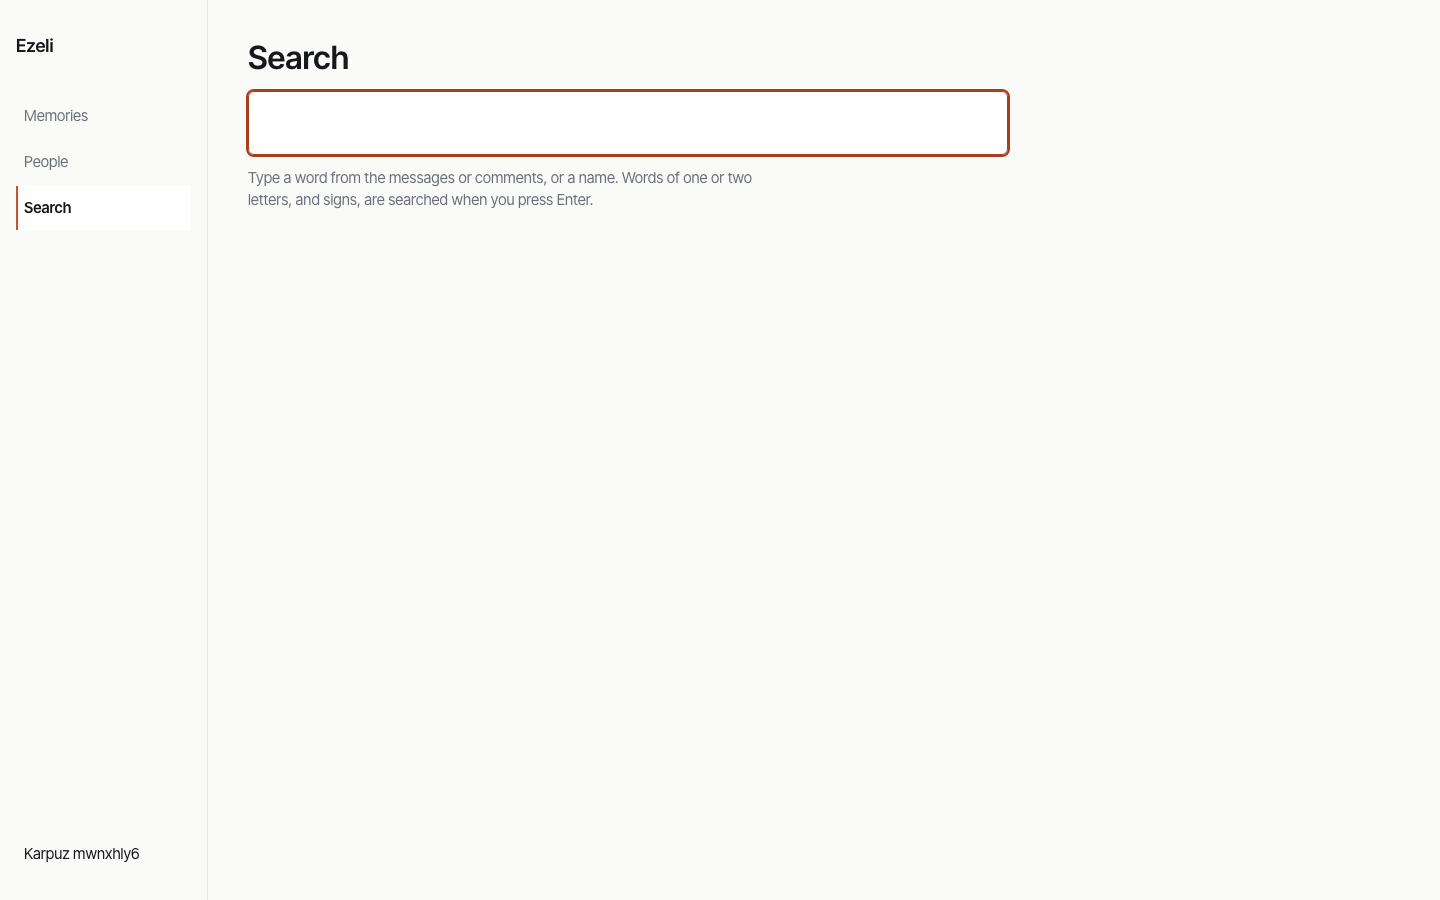 Ezeli
Memories
People
Search
Karpuz mwnxhly6
Search
Type a word from the messages or comments, or a name. Words of one or two
letters, and signs, are searched when you press Enter.